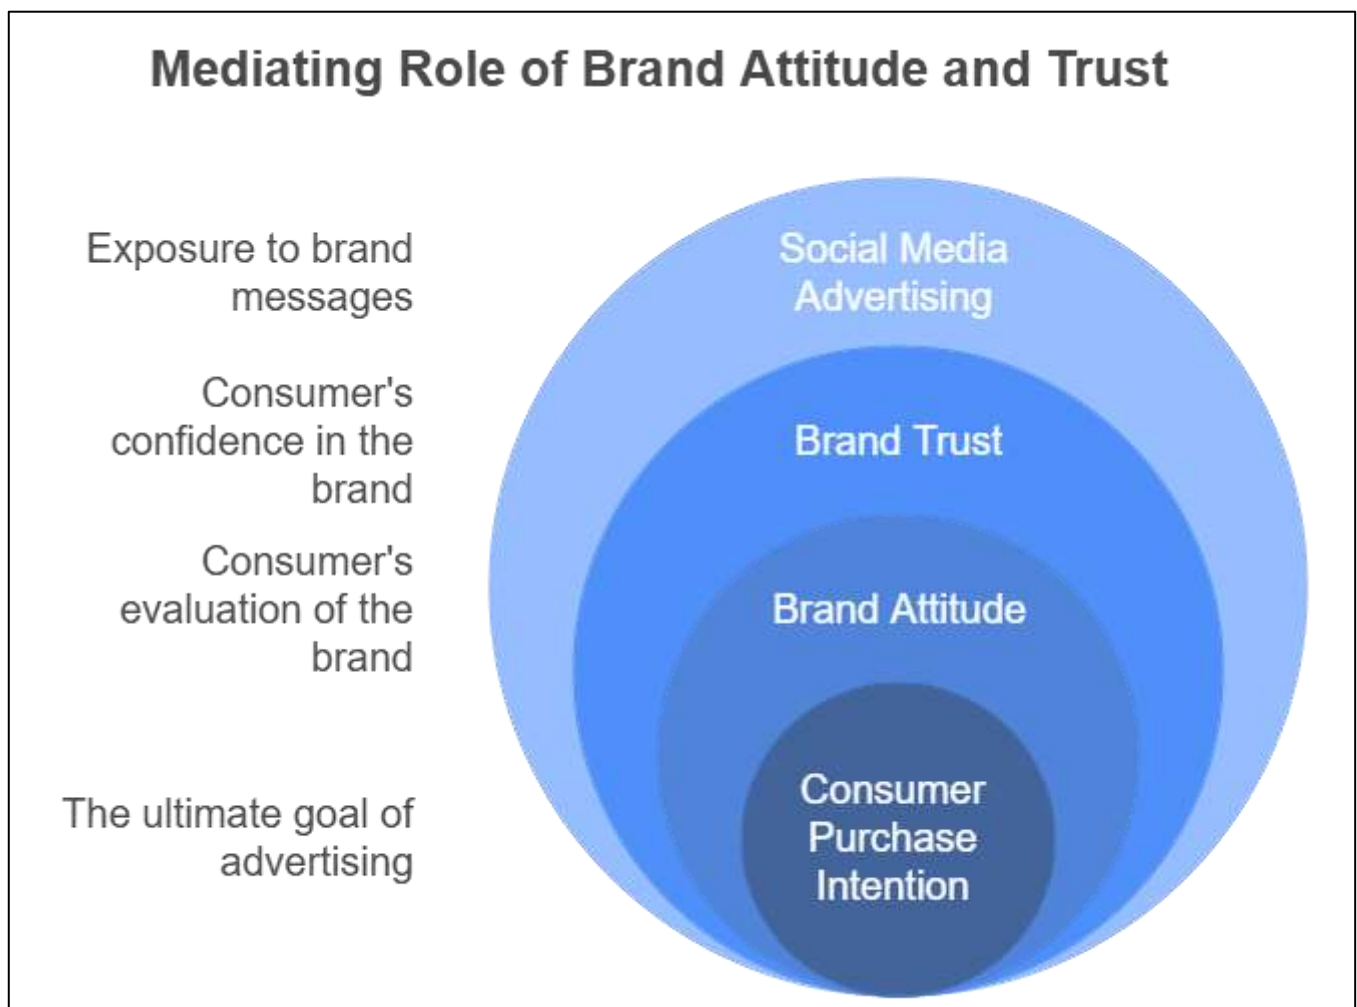 Mediating Role of Brand Attitude and Trust
Exposure to brand
messages
Social Media
Advertising
Consumer's
confidence in the
brand
Brand Trust
Consumer's
evaluation of the
brand
Brand Attitude
The ultimate goal of
advertising
Consumer
Purchase
Intention